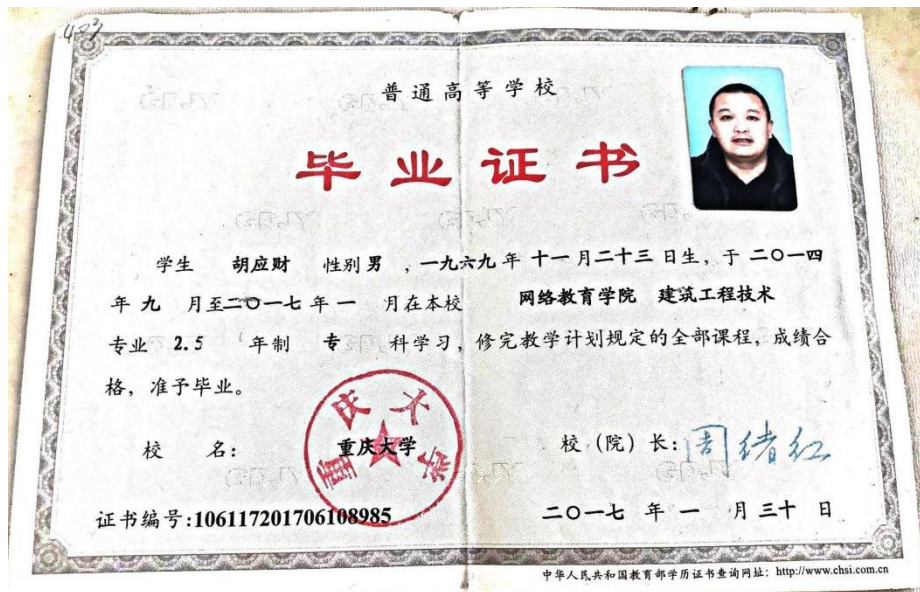 403
普通高等学校
毕业证书
学生 胡应财 性别 男 ,一九六九 年 十一 月 二十三 日生，于 二〇一四
年 九 月至 二〇一七 年 一 月在本校 网络教育学院 建筑工程技术
专业 2.5 年制 专 科学习，修完教学计划规定的全部课程，成绩合
格，准予毕业。
校 名： 重庆大学 校（院）长: 周绪红
重庆大学
证书编号:106117201706108985 二〇一七 年 一 月 三十 日
中华人民共和国教育部学历证书查询网址：http://www.chsi.com.cn